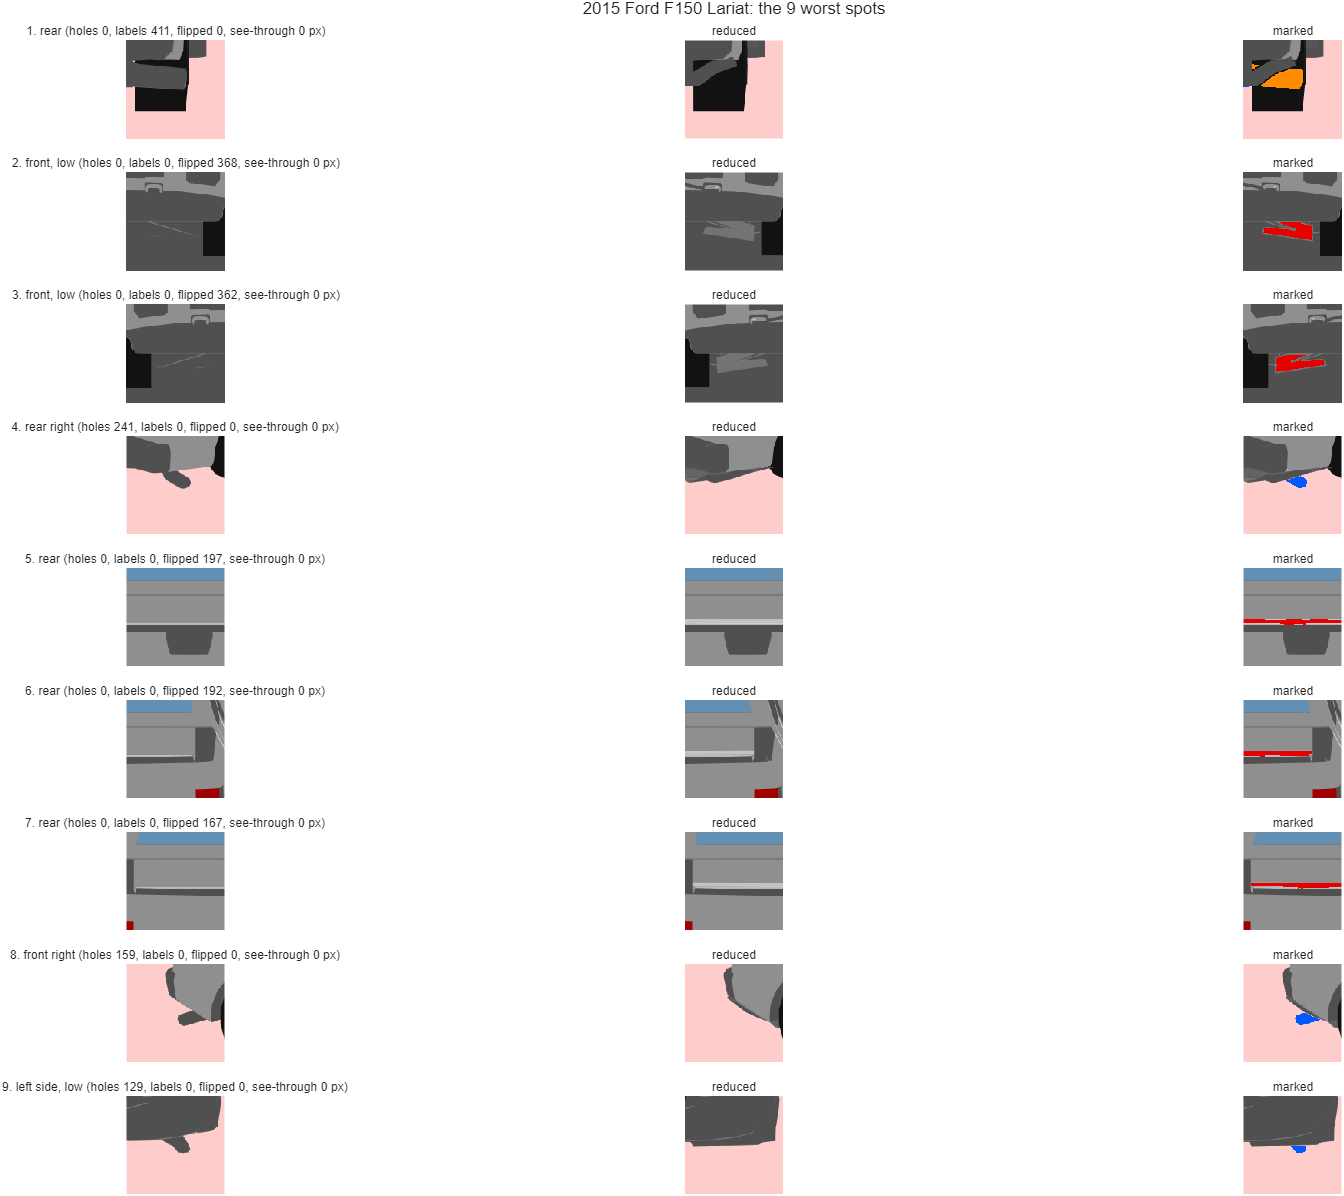 2015 Ford F150 Lariat: the 9 worst spots
1. rear (holes 0, labels 411, flipped 0, see-through 0 px)
reduced
marked
2. front, low (holes 0, labels 0, flipped 368, see-through 0 px)
reduced
marked
3. front, low (holes 0, labels 0, flipped 362, see-through 0 px)
reduced
marked
4. rear right (holes 241, labels 0, flipped 0, see-through 0 px)
reduced
marked
5. rear (holes 0, labels 0, flipped 197, see-through 0 px)
reduced
marked
6. rear (holes 0, labels 0, flipped 192, see-through 0 px)
reduced
marked
7. rear (holes 0, labels 0, flipped 167, see-through 0 px)
reduced
marked
8. front right (holes 159, labels 0, flipped 0, see-through 0 px)
reduced
marked
9. left side, low (holes 129, labels 0, flipped 0, see-through 0 px)
reduced
marked